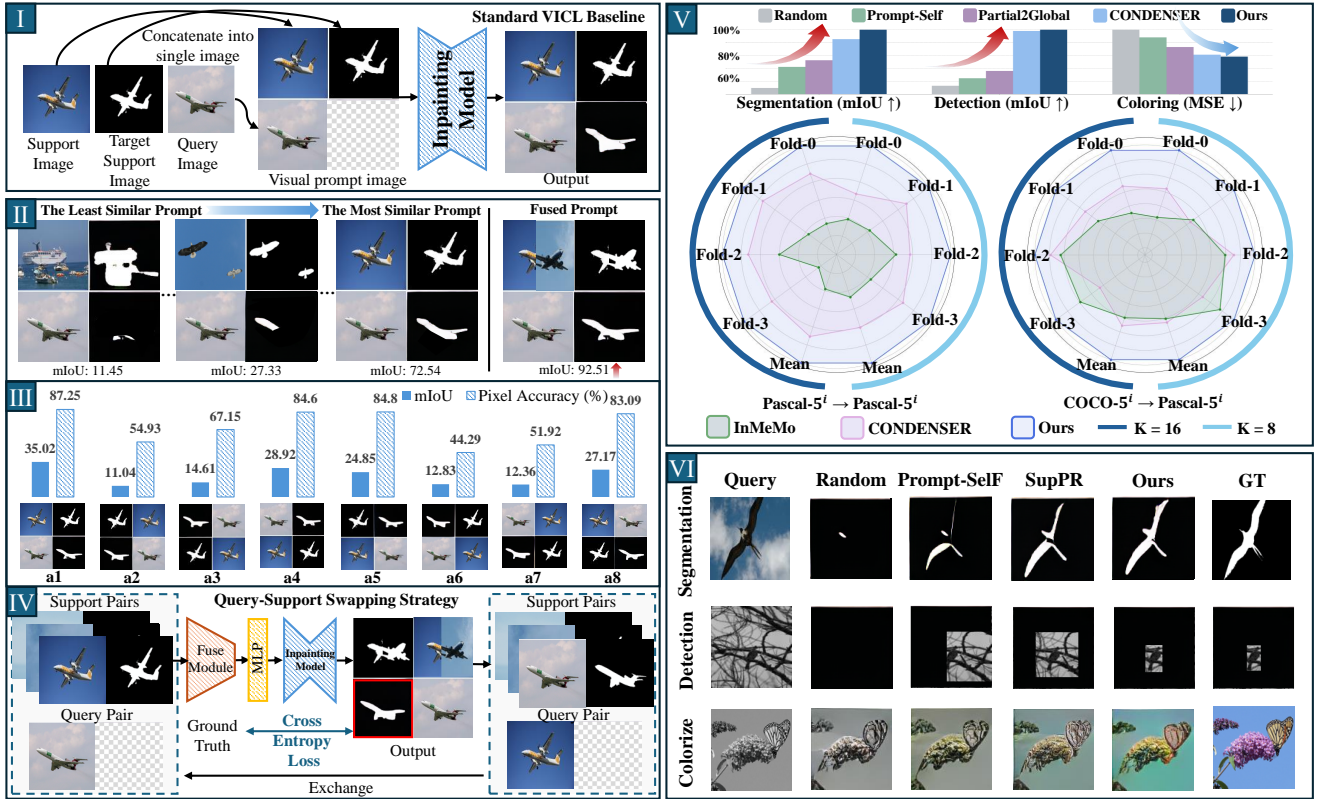 I
Standard VICL Baseline
Concatenate into
single image
Support
Image
Target
Support
Image
Query
Image
Visual prompt image
Inpainting
Model
Output
II
The Least Similar Prompt
The Most Similar Prompt
Fused Prompt
...
...
mIoU: 11.45
mIoU: 27.33
mIoU: 72.54
mIoU: 92.51
III
mIoU
Pixel Accuracy (%)
35.02 87.25
11.04 54.93
14.61 67.15
28.92 84.6
24.85 84.8
12.83 44.29
12.36 51.92
27.17 83.09
a1 a2 a3 a4 a5 a6 a7 a8
IV
Support Pairs
Query-Support Swapping Strategy
Support Pairs
Fuse
Module
MLP
Inpainting
Model
Query Pair
Ground
Truth
Cross
Entropy
Loss
Output
Query Pair
Exchange
V
Random Prompt-Self Partial2Global CONDENSER Ours
100%
80%
60%
Segmentation (mIoU ↑)
Detection (mIoU ↑)
Coloring (MSE ↓)
Fold-0 Fold-0
Fold-1 Fold-1
Fold-2 Fold-2
Fold-3 Fold-3
Mean Mean
Pascal-5ⁱ → Pascal-5ⁱ
Fold-0 Fold-0
Fold-1 Fold-1
Fold-2 Fold-2
Fold-3 Fold-3
Mean Mean
COCO-5ⁱ → Pascal-5ⁱ
InMeMo CONDENSER Ours K = 16 K = 8
VI
Query Random Prompt-SelF SupPR Ours GT
Segmentation
Detection
Colorize